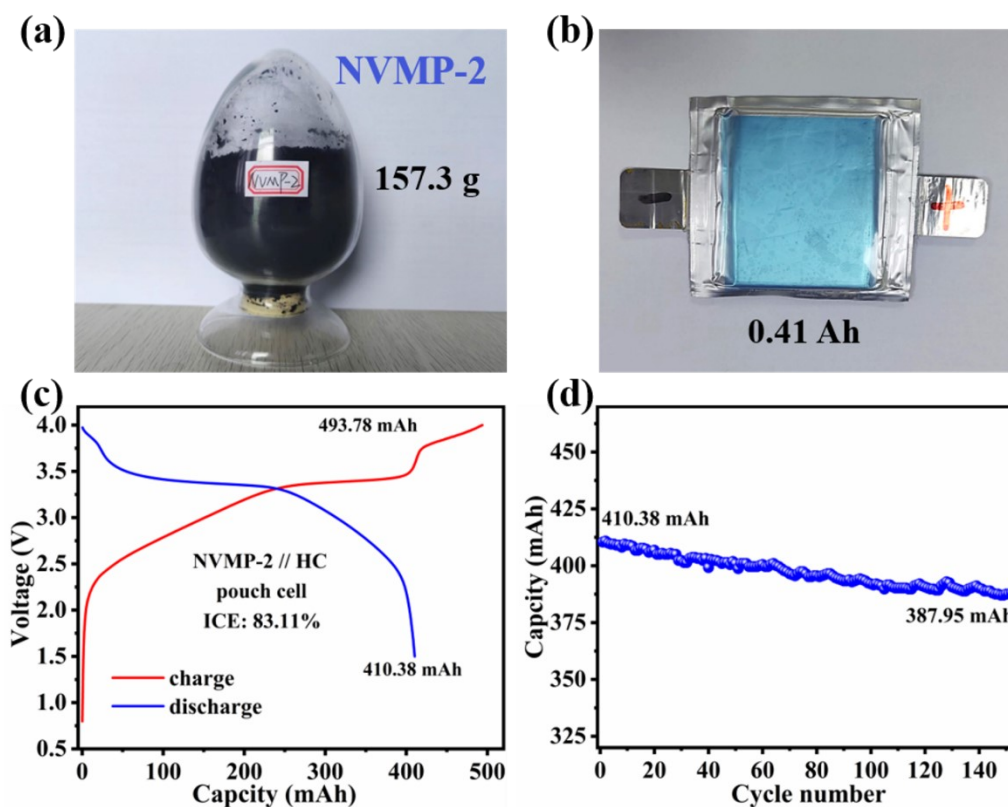 (a)
NVMP-2
NVMP-2
157.3 g
(b)
+
-
0.41 Ah
(c)
Voltage (V)
4.0
3.5
3.0
2.5
2.0
1.5
1.0
0.5
493.78 mAh
NVMP-2 // HC
pouch cell
ICE: 83.11%
410.38 mAh
charge
discharge
0 100 200 300 400 500
Capcity (mAh)
(d)
Capcity (mAh)
450
425
400
375
350
325
410.38 mAh
387.95 mAh
0 20 40 60 80 100 120 140
Cycle number